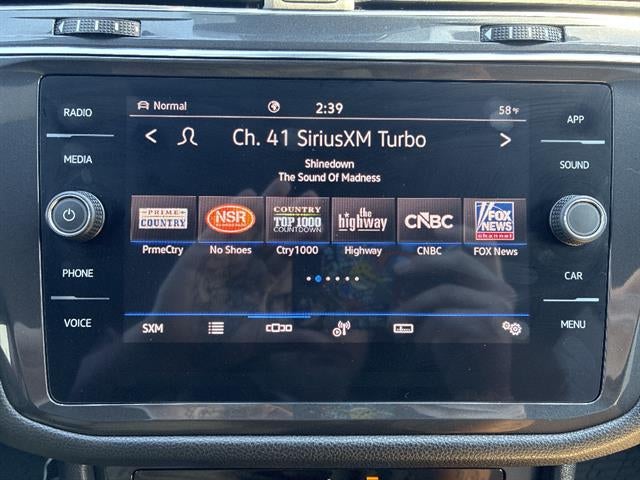 RADIO
MEDIA
PHONE
VOICE
Normal
2:39
58 °F
< Ch. 41 SiriusXM Turbo >
Shinedown
The Sound Of Madness
PRIME
COUNTRY
NSR
COUNTRY
TOP 1000
COUNTDOWN
the
highway
CNBC
FOX
NEWS
channel
PrmeCtry No Shoes Ctry1000 Highway CNBC FOX News
SXM
APP
SOUND
CAR
MENU